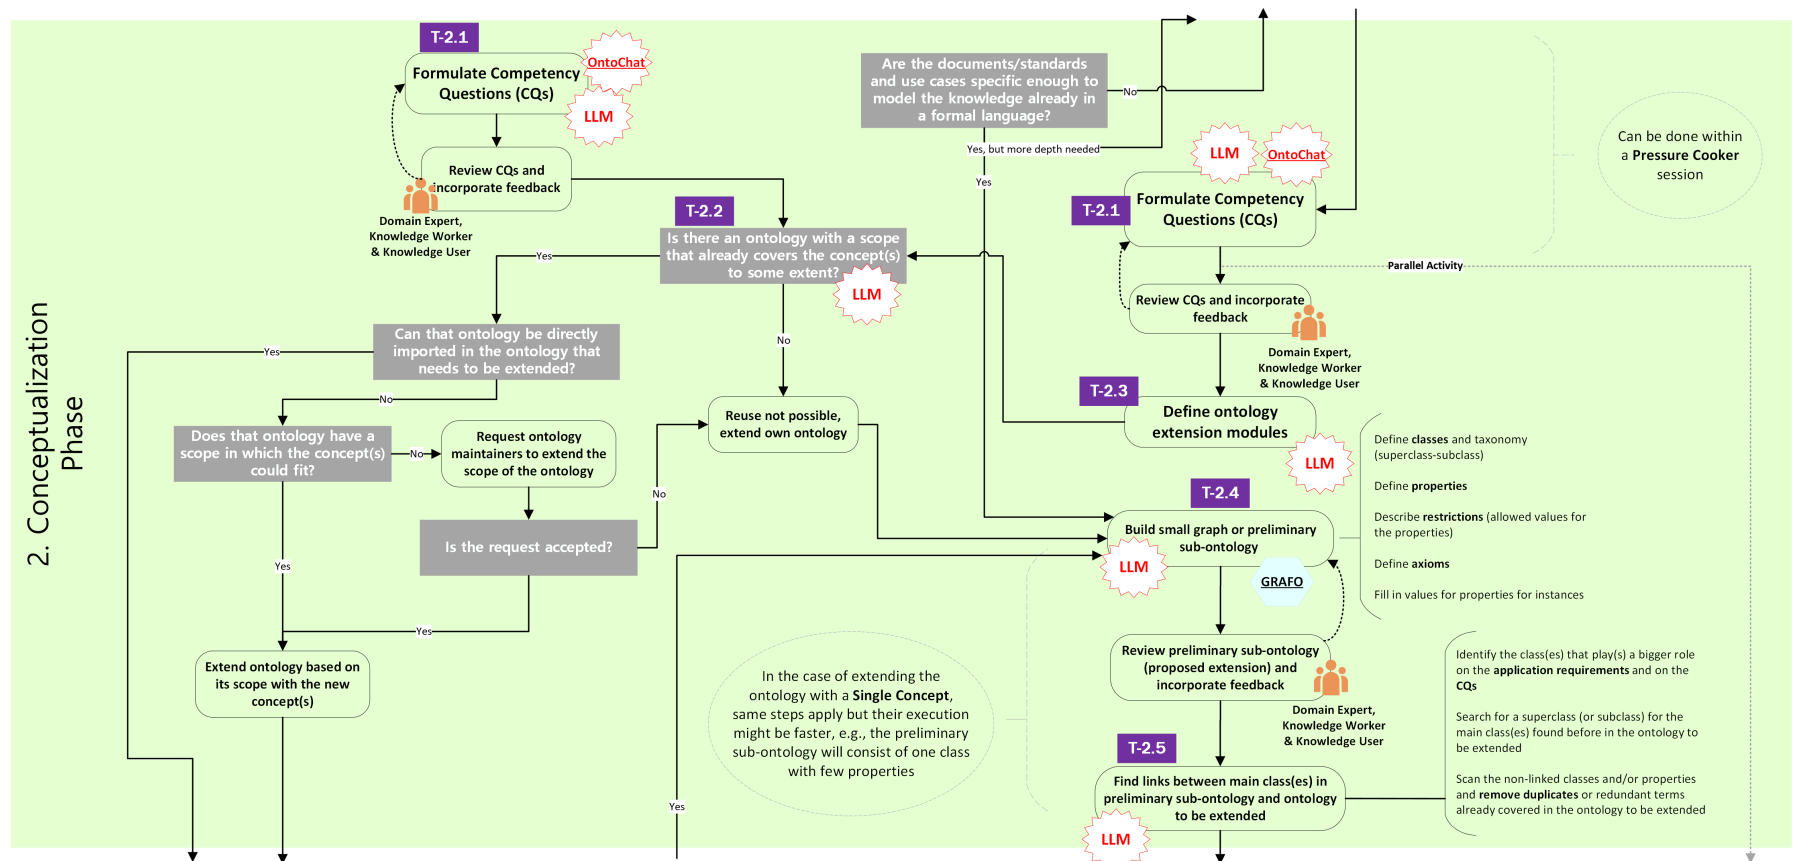 2. Conceptualization
Phase
T-2.1
Formulate Competency
Questions (CQs)
OntoChat
LLM
Review CQs and
incorporate feedback
Domain Expert,
Knowledge Worker
& Knowledge User
T-2.2
Is there an ontology with a scope
that already covers the concept(s)
to some extent?
LLM
Yes
No
Can that ontology be directly
imported in the ontology that
needs to be extended?
Yes
No
Does that ontology have a
scope in which the concept(s)
could fit?
No
Yes
Request ontology
maintainers to extend the
scope of the ontology
Is the request accepted?
No
Yes
Reuse not possible,
extend own ontology
Extend ontology based on
its scope with the new
concept(s)
Are the documents/standards
and use cases specific enough to
model the knowledge already in
a formal language?
No
Yes, but more depth needed
Yes
LLM
OntoChat
T-2.1
Formulate Competency
Questions (CQs)
Can be done within
a Pressure Cooker
session
Parallel Activity
Review CQs and incorporate
feedback
Domain Expert,
Knowledge Worker
& Knowledge User
T-2.3
Define ontology
extension modules
LLM
T-2.4
Build small graph or preliminary
sub-ontology
LLM
GRAFO
Define classes and taxonomy
(superclass-subclass)
Define properties
Describe restrictions (allowed values for
the properties)
Define axioms
Fill in values for properties for instances
Review preliminary sub-ontology
(proposed extension) and
incorporate feedback
Domain Expert,
Knowledge Worker
& Knowledge User
In the case of extending the
ontology with a Single Concept,
same steps apply but their execution
might be faster, e.g., the preliminary
sub-ontology will consist of one class
with few properties
Yes
T-2.5
Find links between main class(es) in
preliminary sub-ontology and ontology
to be extended
LLM
Identify the class(es) that play(s) a bigger role
on the application requirements and on the
CQs
Search for a superclass (or subclass) for the
main class(es) found before in the ontology to
be extended
Scan the non-linked classes and/or properties
and remove duplicates or redundant terms
already covered in the ontology to be extended